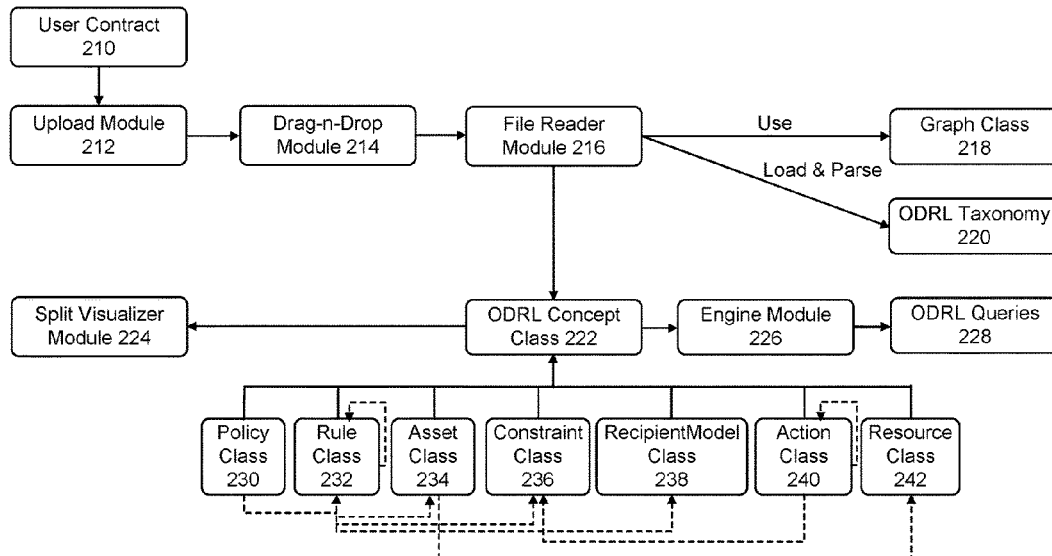 User Contract
210
Upload Module
212
Drag-n-Drop
Module 214
File Reader
Module 216
Use
Graph Class
218
Load & Parse
ODRL Taxonomy
220
Split Visualizer
Module 224
ODRL Concept
Class 222
Engine Module
226
ODRL Queries
228
Policy
Class
230
Rule
Class
232
Asset
Class
234
Constraint
Class
236
RecipientModel
Class
238
Action
Class
240
Resource
Class
242